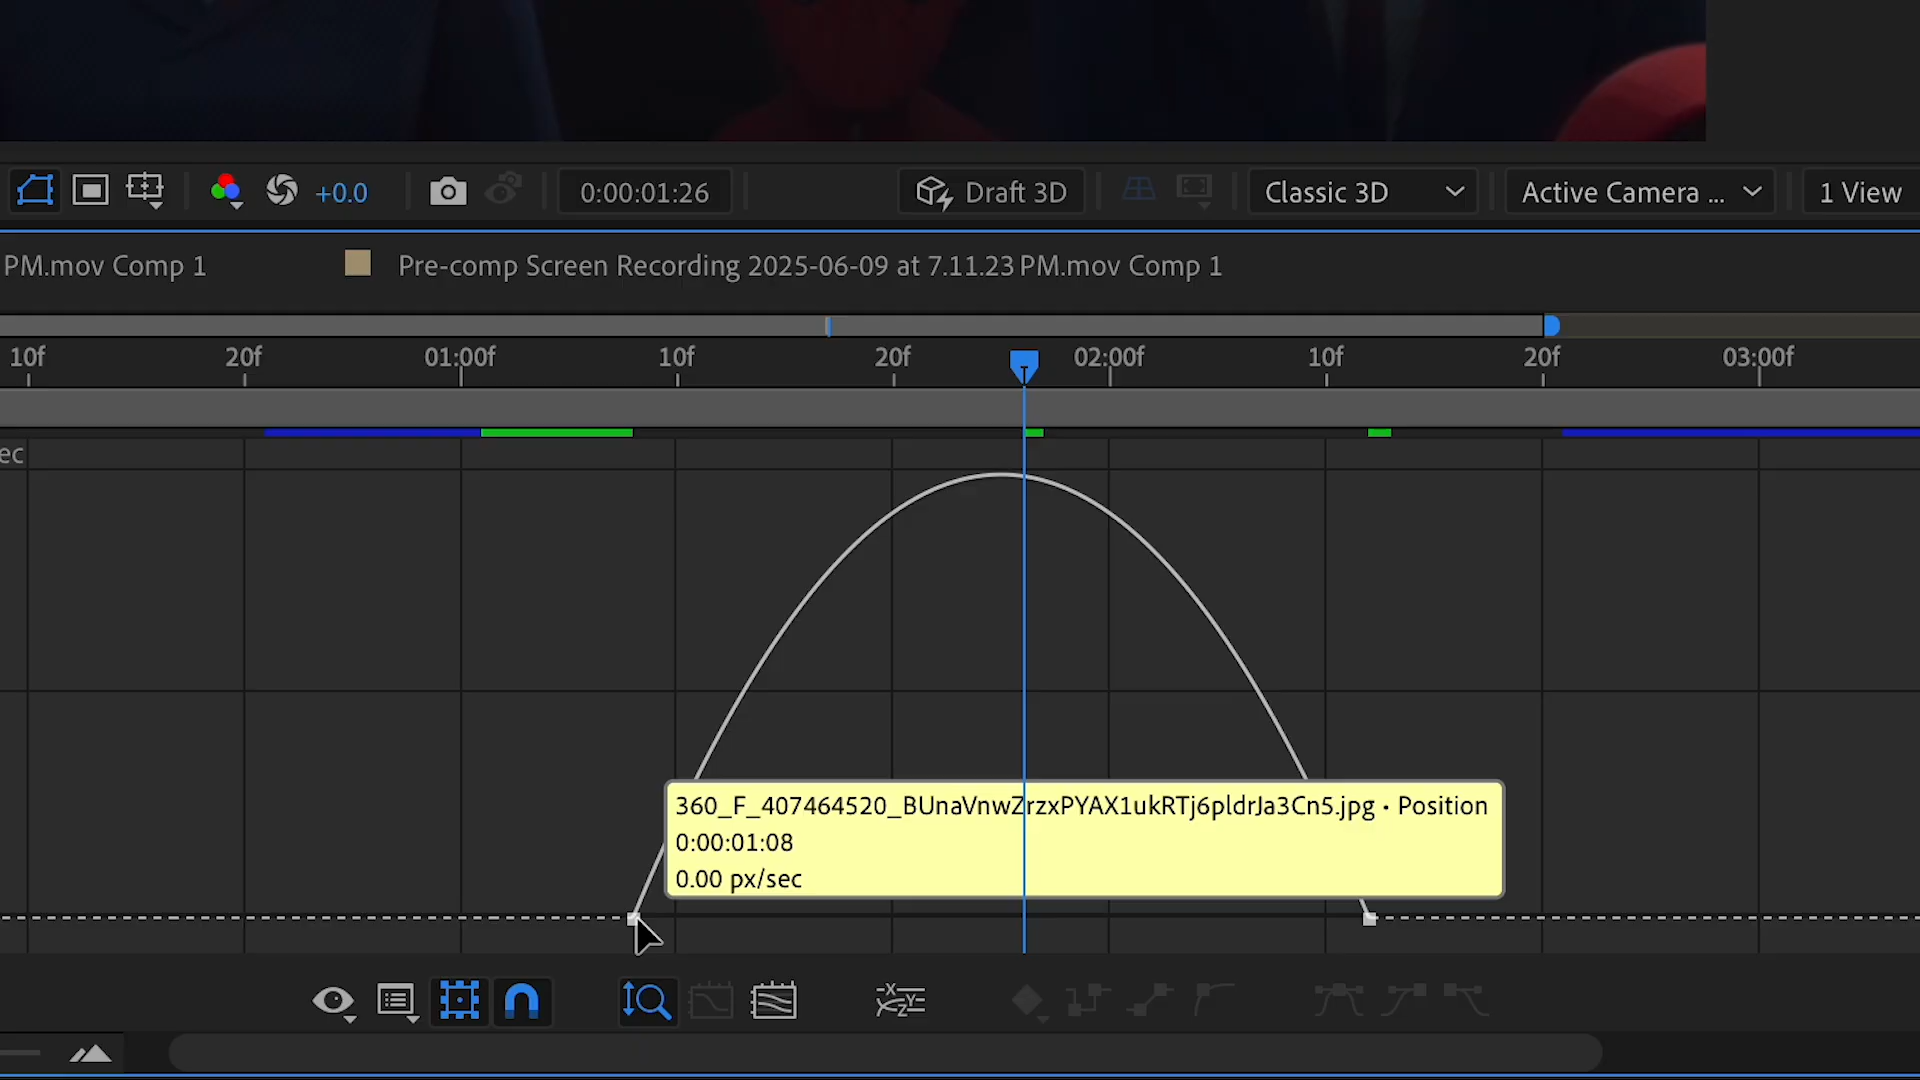 +0.0
0:00:01:26
Draft 3D
Classic 3D
Active Camera ...
1 View
PM.mov Comp 1
Pre-comp Screen Recording 2025-06-09 at 7.11.23 PM.mov Comp 1
10f 20f 01:00f 10f 20f 02:00f 10f 20f 03:00f
ec
360_F_407464520_BUnaVnwZrzxPYAX1ukRTj6pldrJa3Cn5.jpg • Position
0:00:01:08
0.00 px/sec